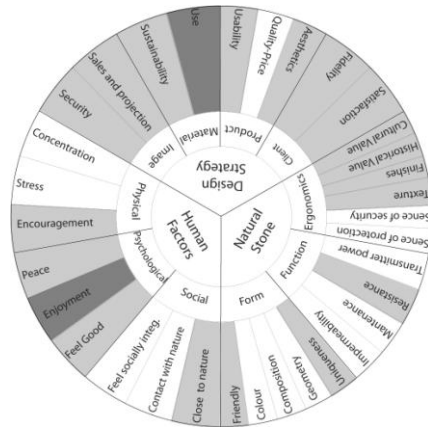 Design
Strategy
Human
Factors
Natural
Stone
Image
Material
Product
Client
Ergonomics
Function
Form
Social
Psychological
Physical
Security
Sales and projection
Sustainability
Use
Usability
Quality-Price
Aesthetics
Fidelity
Satisfaction
Cultural Value
Historical Value
Finishes
Texture
Sence of security
Sence of protection
Transmitter power
Resistance
Maintenance
Impermeability
Uniqueness
Geometry
Composition
Colour
Friendly
Close to nature
Contact with nature
Feel socially integ.
Feel Good
Enjoyment
Peace
Encouragement
Stress
Concentration